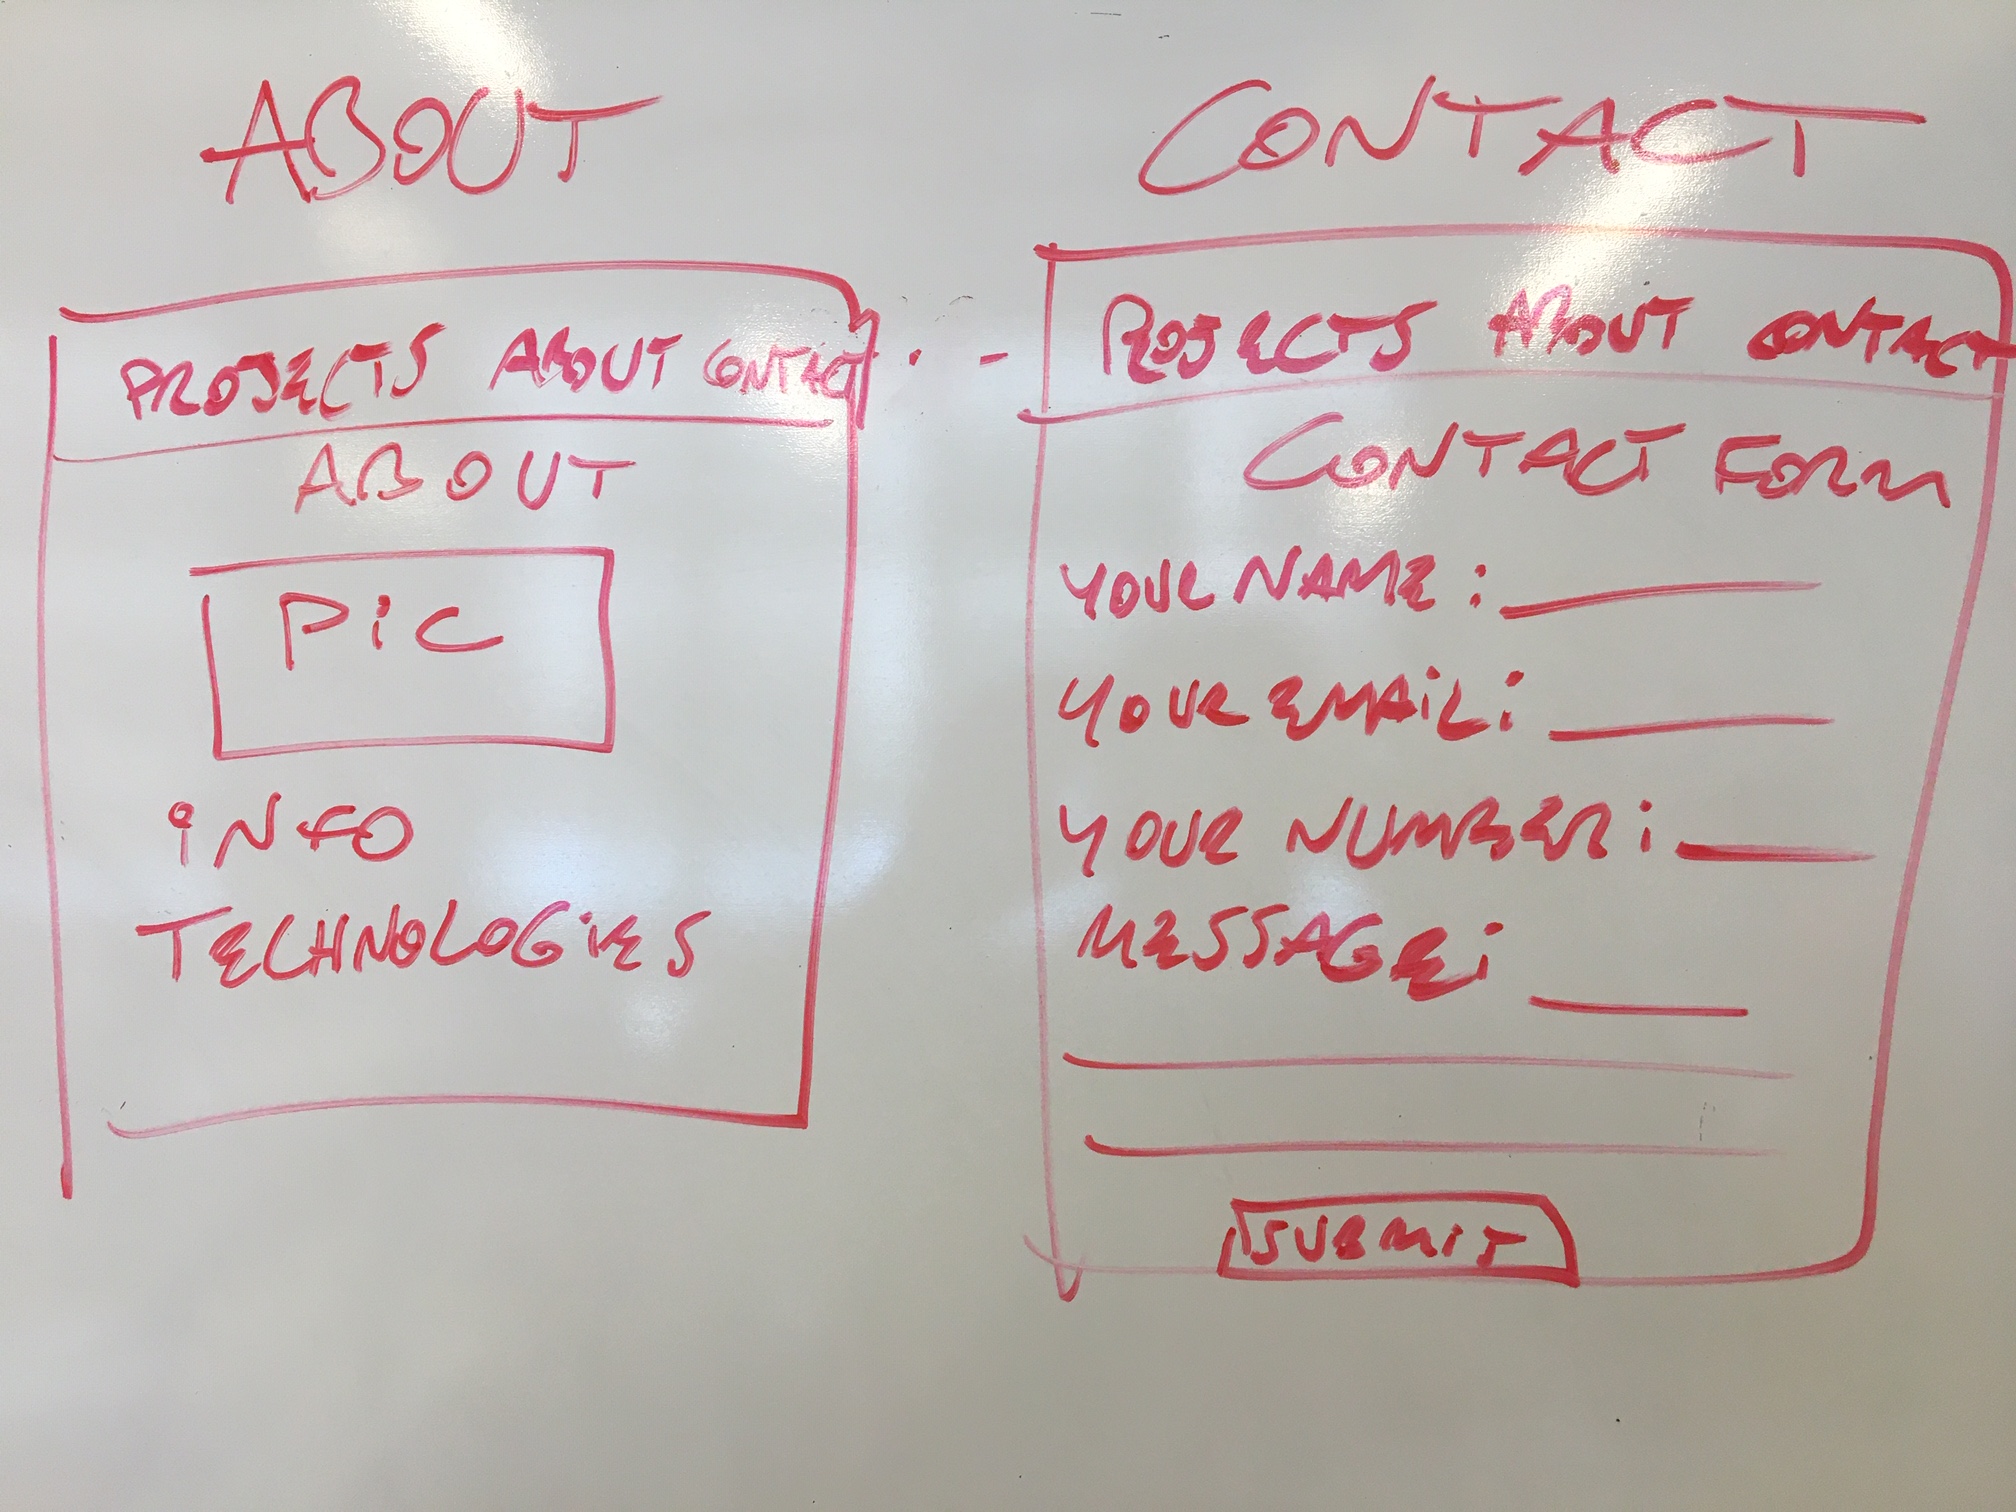 ABOUT
PROJECTS ABOUT CONTACT
ABOUT
PiC
iNFO
TECHNOLOGiES
CONTACT
PROJECTS ABOUT CONTACT
CONTACT FORM
YOUR NAME:
YOUR EMAiL:
YOUR NUMBER:
MESSAGE:
SUBMIT